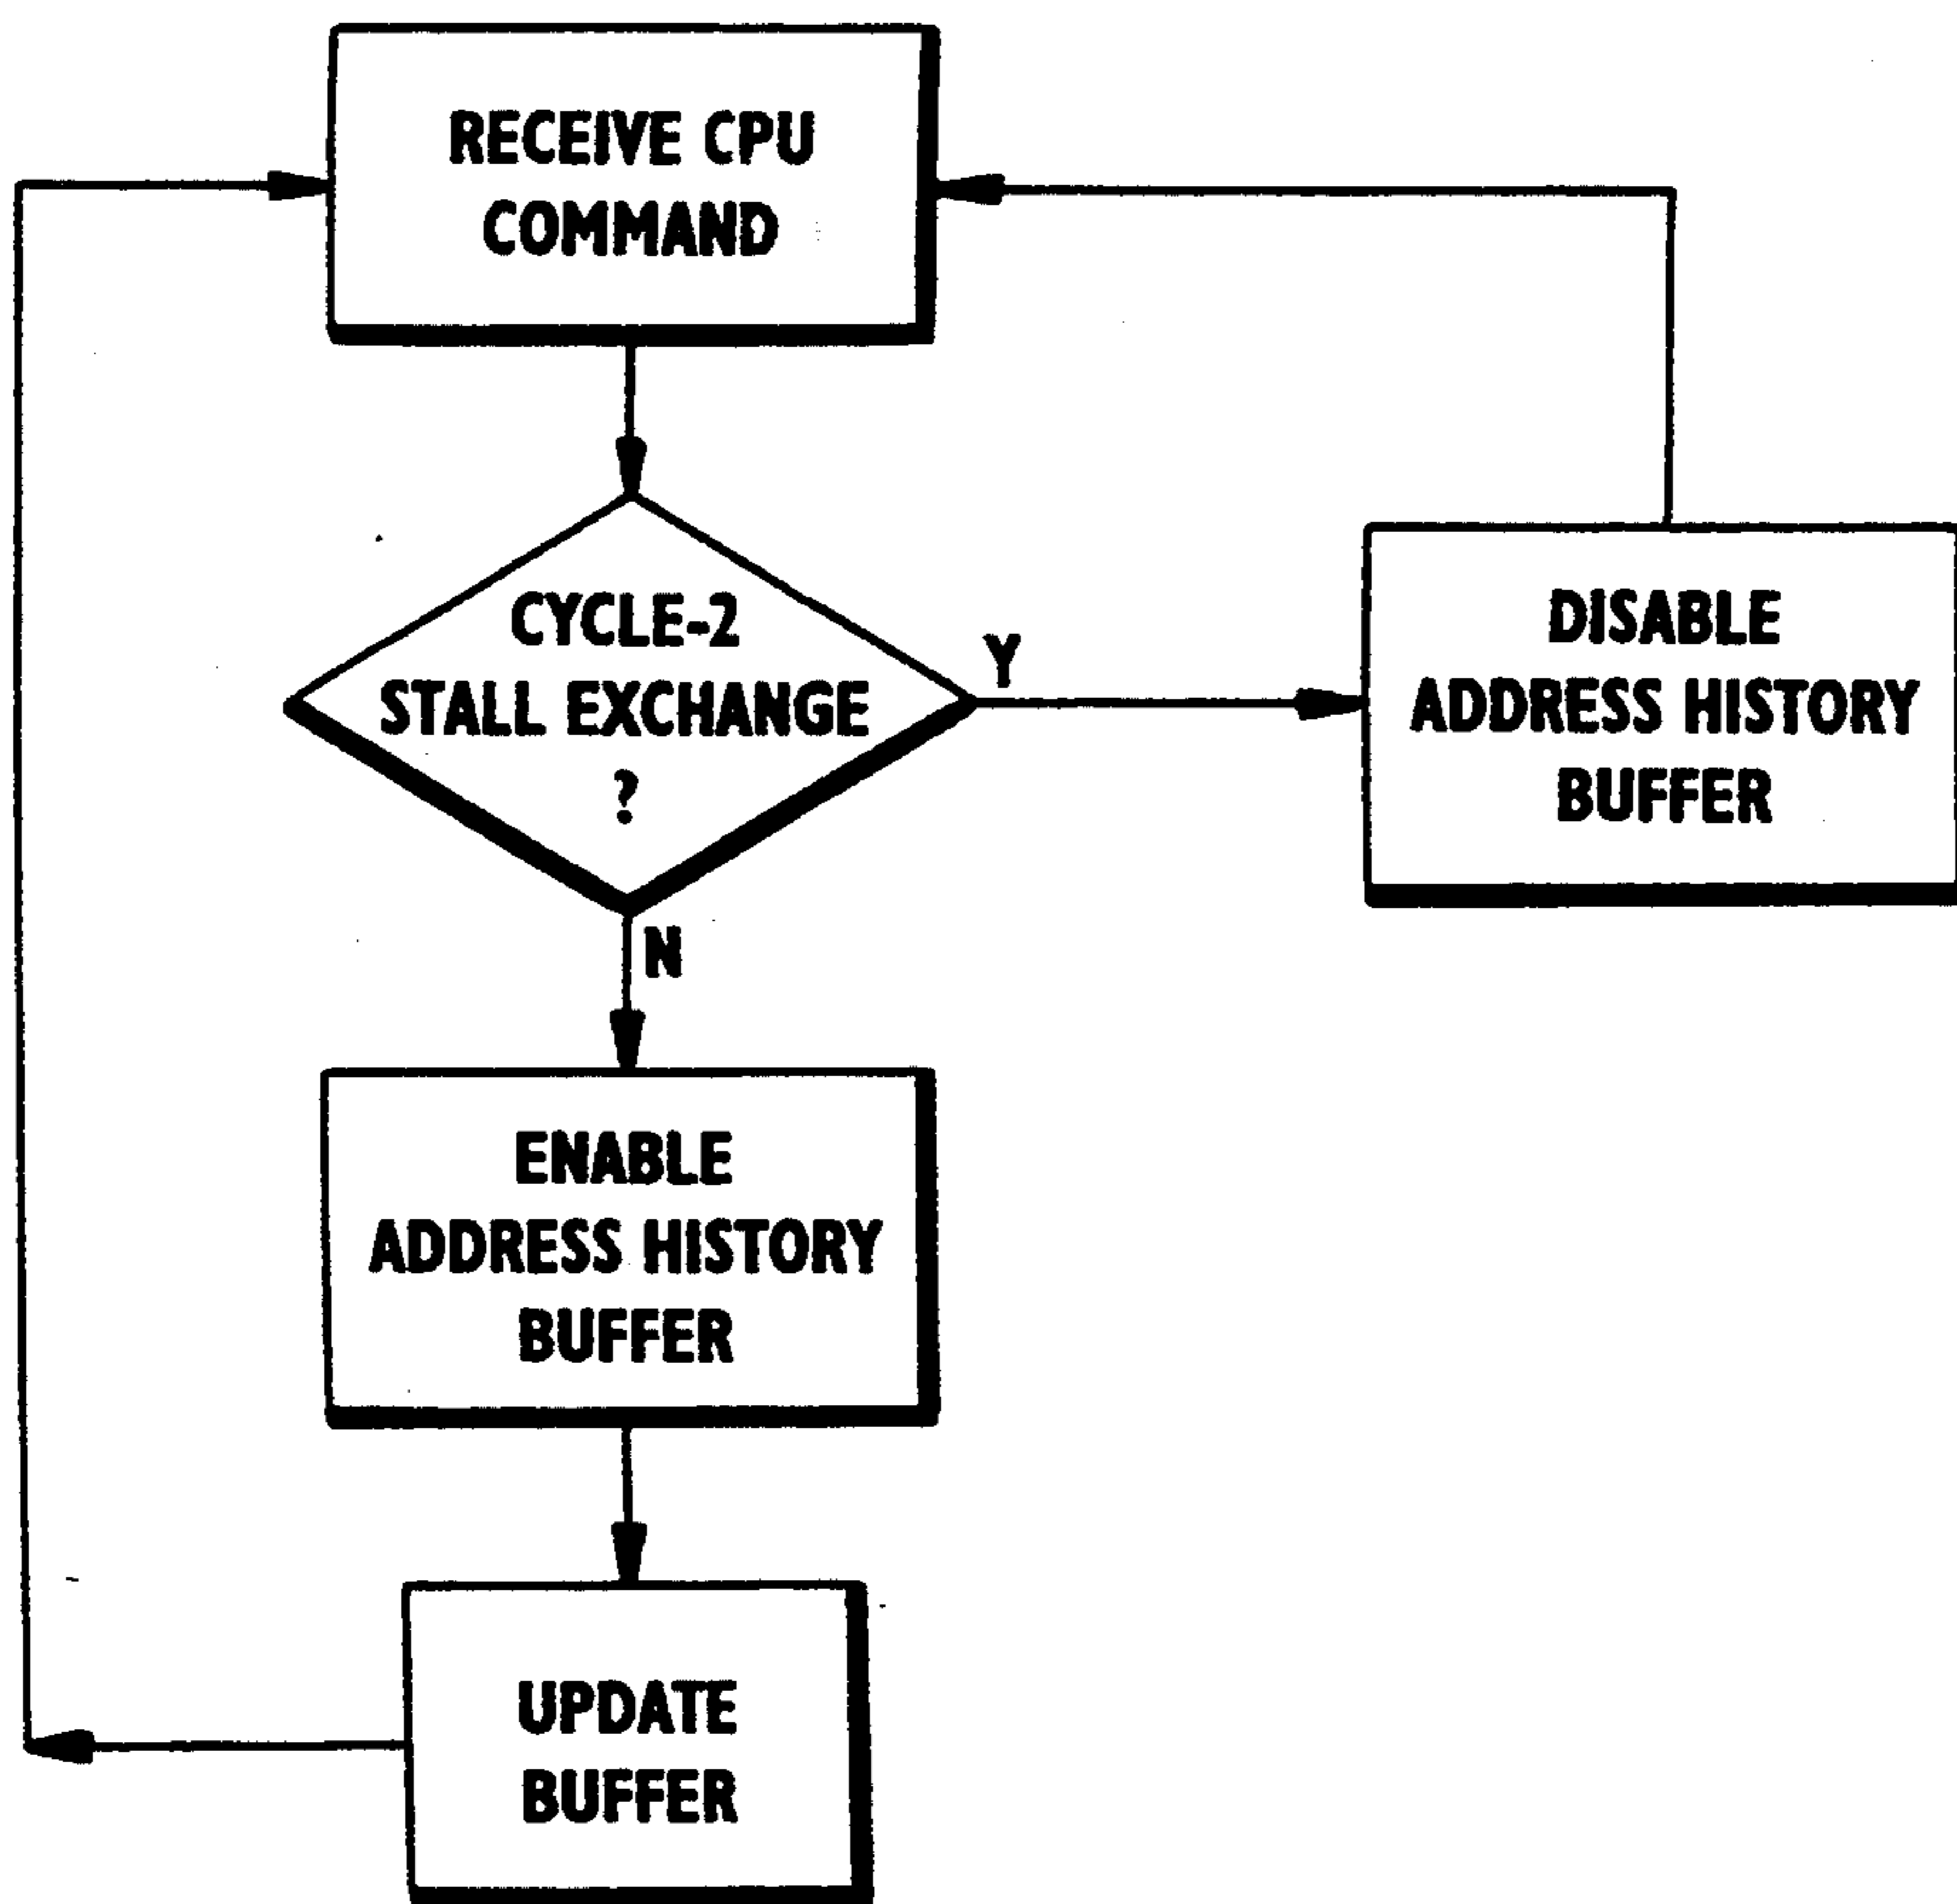 RECEIVE CPU
COMMAND
CYCLE-2
STALL EXCHANGE
?
Y
DISABLE
ADDRESS HISTORY
BUFFER
N
ENABLE
ADDRESS HISTORY
BUFFER
UPDATE
BUFFER